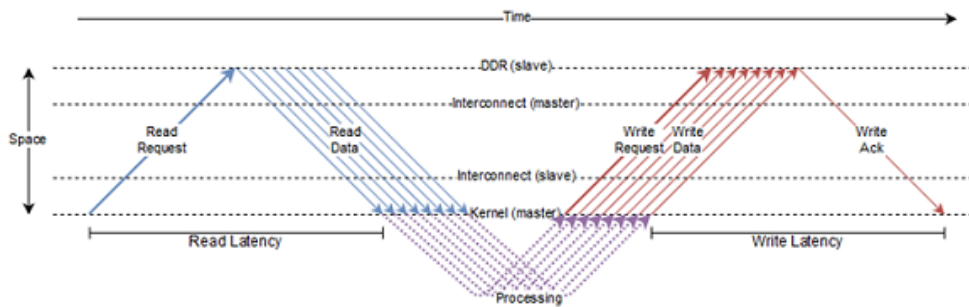 Time
DDR (slave)
Interconnect (master)
Space
Read
Request
Read
Data
Write
Request
Write
Data
Write
Ack
Interconnect (slave)
Kernel (master)
Read Latency
Write Latency
Processing